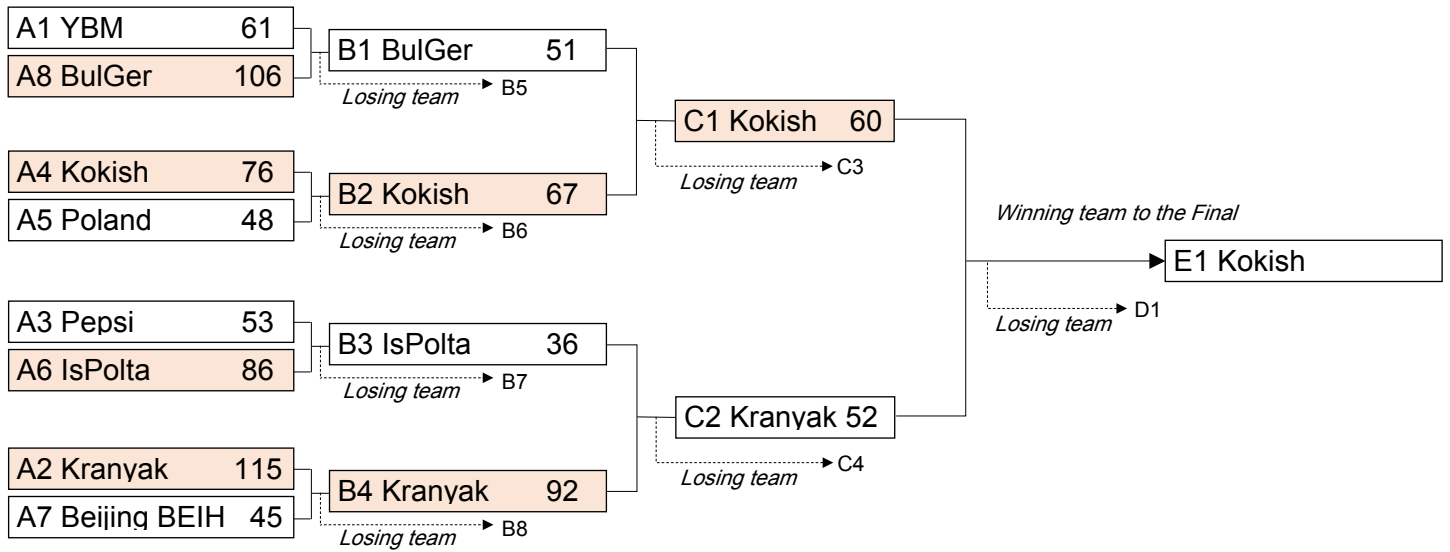 A1 YBM 61
A8 BulGer 106
B1 BulGer 51
Losing team B5
A4 Kokish 76
A5 Poland 48
B2 Kokish 67
Losing team B6
C1 Kokish 60
Losing team C3
A3 Pepsi 53
A6 IsPolta 86
B3 IsPolta 36
Losing team B7
A2 Kranyak 115
A7 Beijing BEIH 45
B4 Kranyak 92
Losing team B8
C2 Kranyak 52
Losing team C4
Winning team to the Final
E1 Kokish
Losing team D1